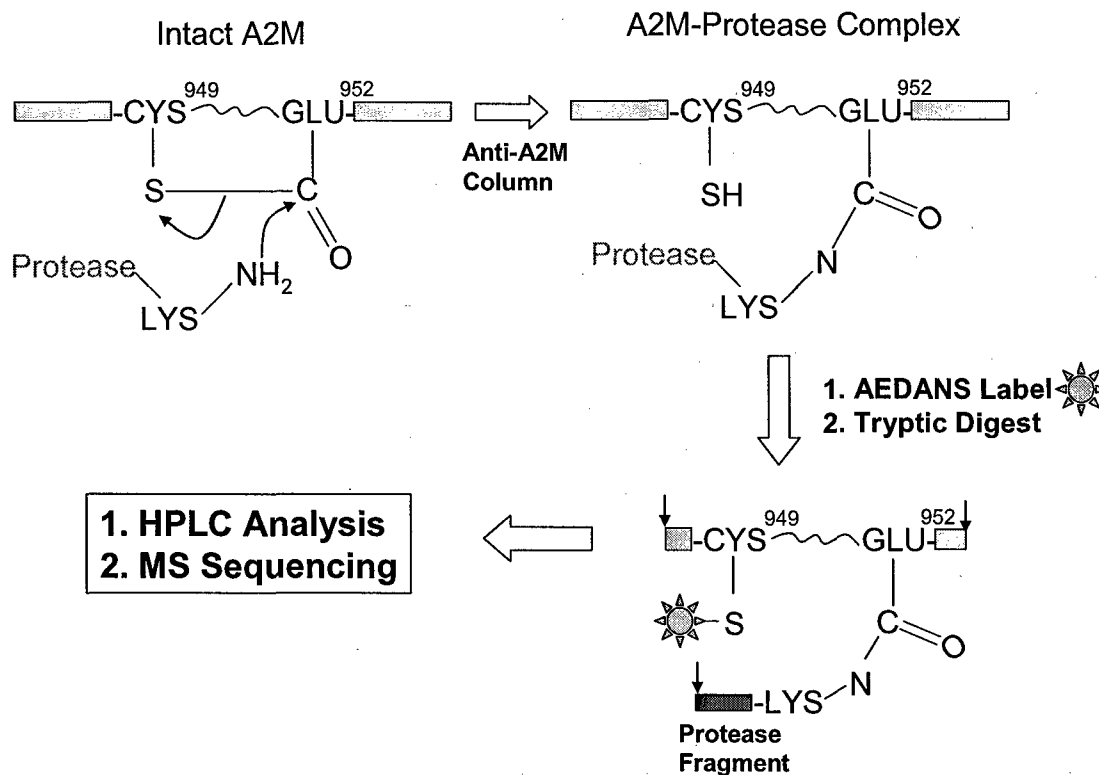 Intact A2M
A2M-Protease Complex
-CYS 949 GLU- 952
S C
O
Protease
NH2
LYS
Anti-A2M
Column
-CYS 949 GLU- 952
SH C
O
Protease
N
LYS
1. AEDANS Label
2. Tryptic Digest
1. HPLC Analysis
2. MS Sequencing
-CYS 949 GLU- 952
S C
O
-LYS N
Protease
Fragment